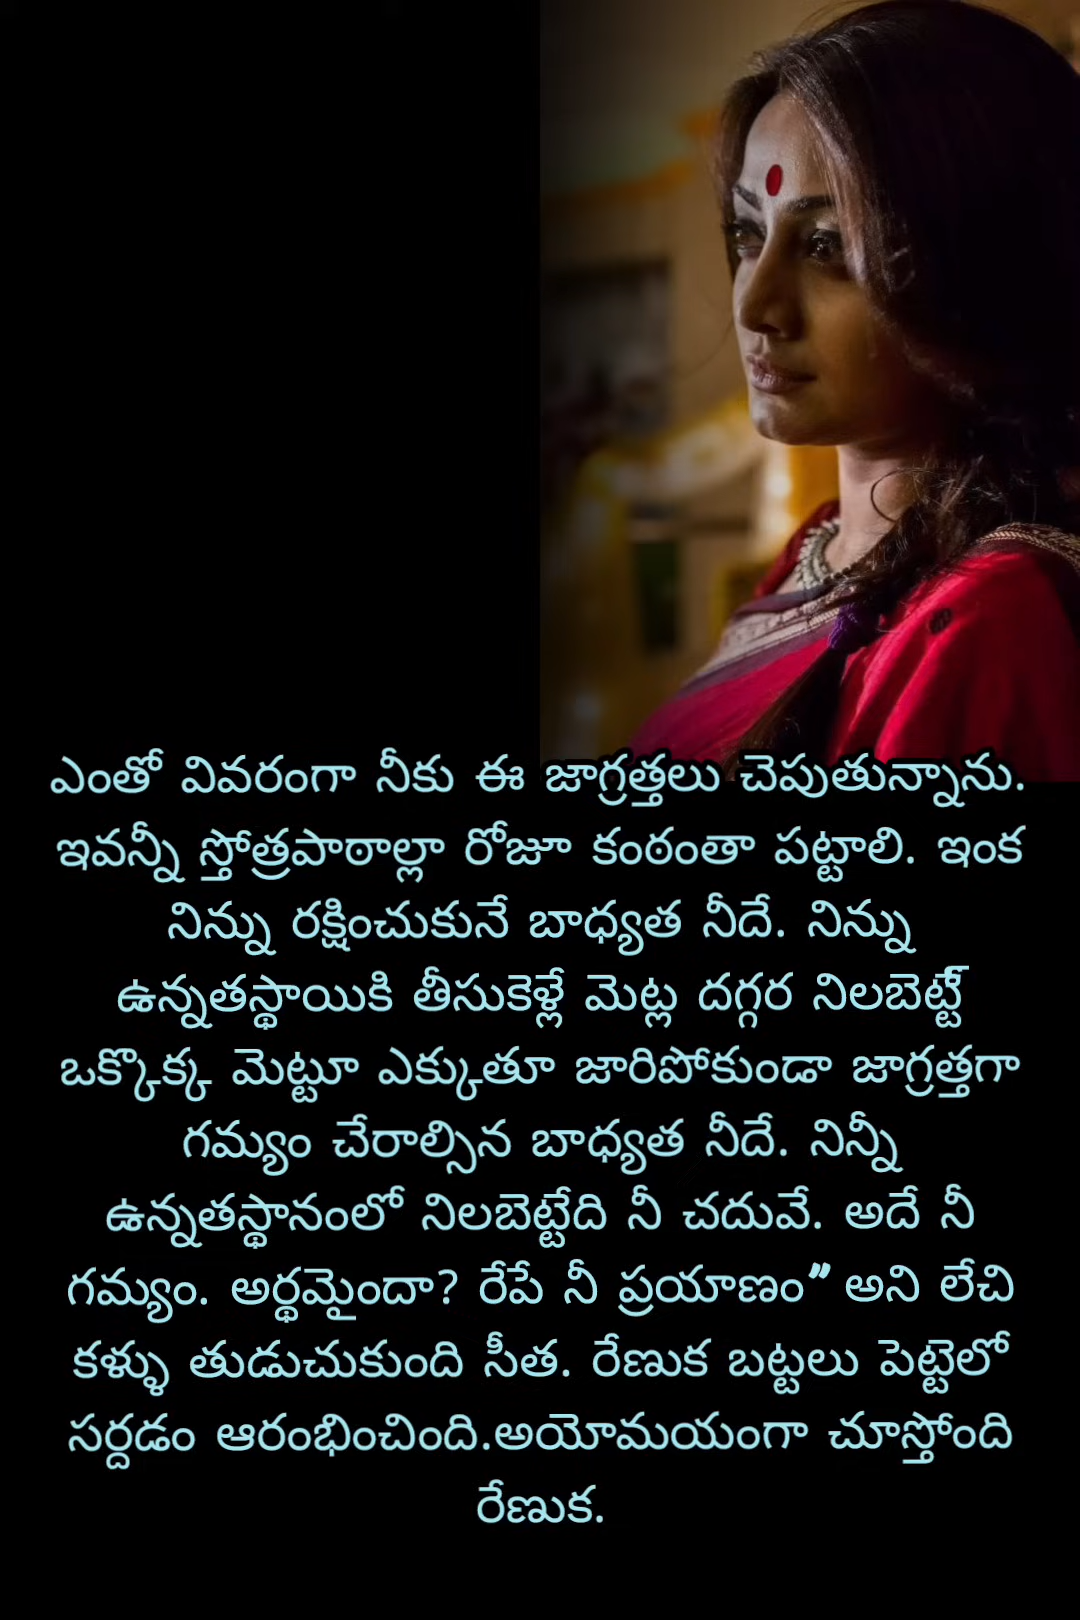 ఎంతో వివరంగా నీకు ఈ జాగ్రత్తలు చెపుతున్నాను.
ఇవన్నీ స్తోత్రపాఠాల్లా రోజూ కంఠంతా పట్టాలి. ఇంక
నిన్ను రక్షించుకునే బాధ్యత నీదే. నిన్ను
ఉన్నతస్థాయికి తీసుకెళ్లే మెట్ల దగ్గర నిలబెట్టేో
ఒక్కొక్క మెట్టూ ఎక్కుతూ జారిపోకుండా జాగ్రత్తగా
గమ్యం చేరాల్సిన బాధ్యత నీదే. నిన్నీ
ఉన్నతస్థానంలో నిలబెట్టేది నీ చదువే. అదే నీ
గమ్యం. అర్థమైందా? రేపే నీ ప్రయాణం” అని లేచి
కళ్ళు తుడుచుకుంది సీత. రేణుక బట్టలు పెట్టెలో
సర్దడం ఆరంభించింది.అయోమయంగా చూస్తోంది
రేణుక.